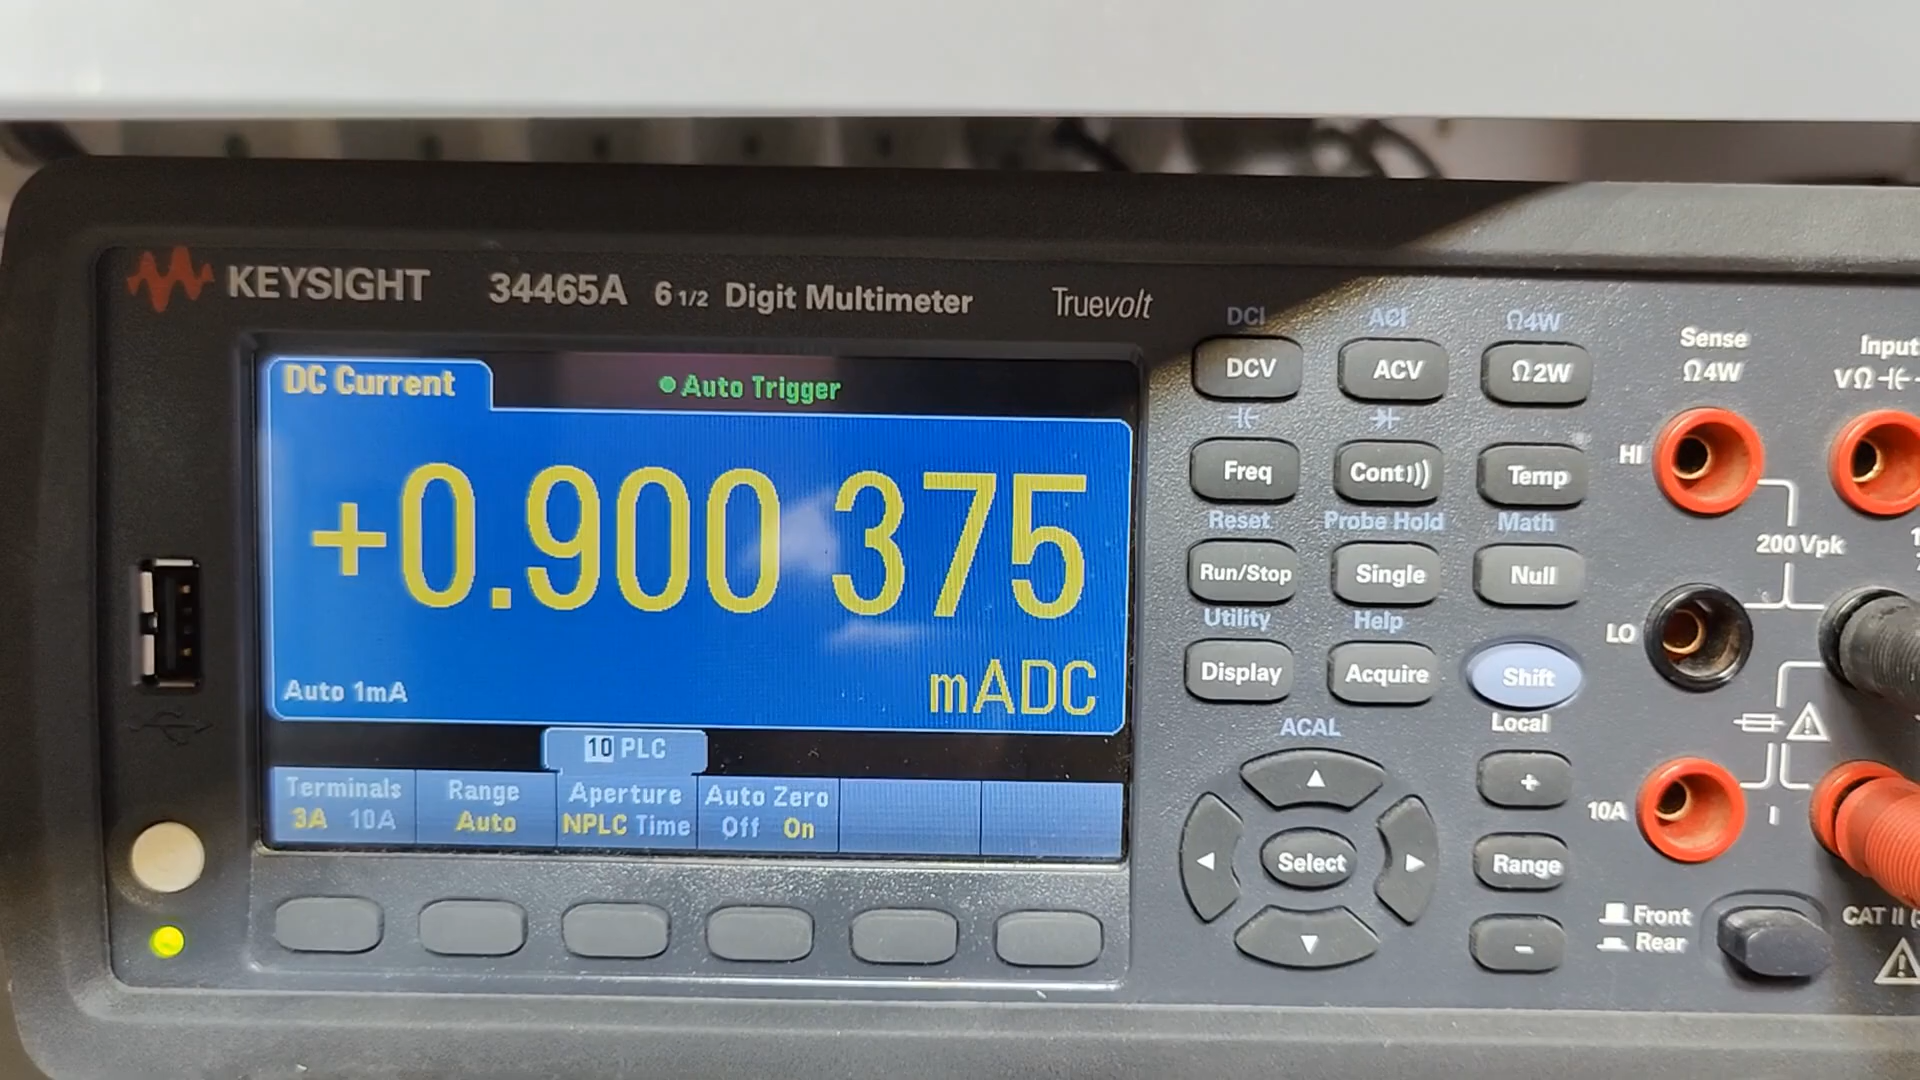 KEYSIGHT 34465A 6 1/2 Digit Multimeter Truevolt
DC Current
Auto Trigger
+0.900 375
mADC
Auto 1mA
10 PLC
Terminals
3A 10A
Range
Auto
Aperture
NPLC Time
Auto Zero
Off On
DCI ACI Ω4W
DCV ACV Ω2W
Freq Cont Temp
Reset Probe Hold Math
Run/Stop Single Null
Utility Help
Display Acquire Shift
ACAL Local
Select
+
Range
-
Sense
Ω4W
Input
VΩ
HI
200 Vpk
LO
10A
I
Front
Rear
CAT II